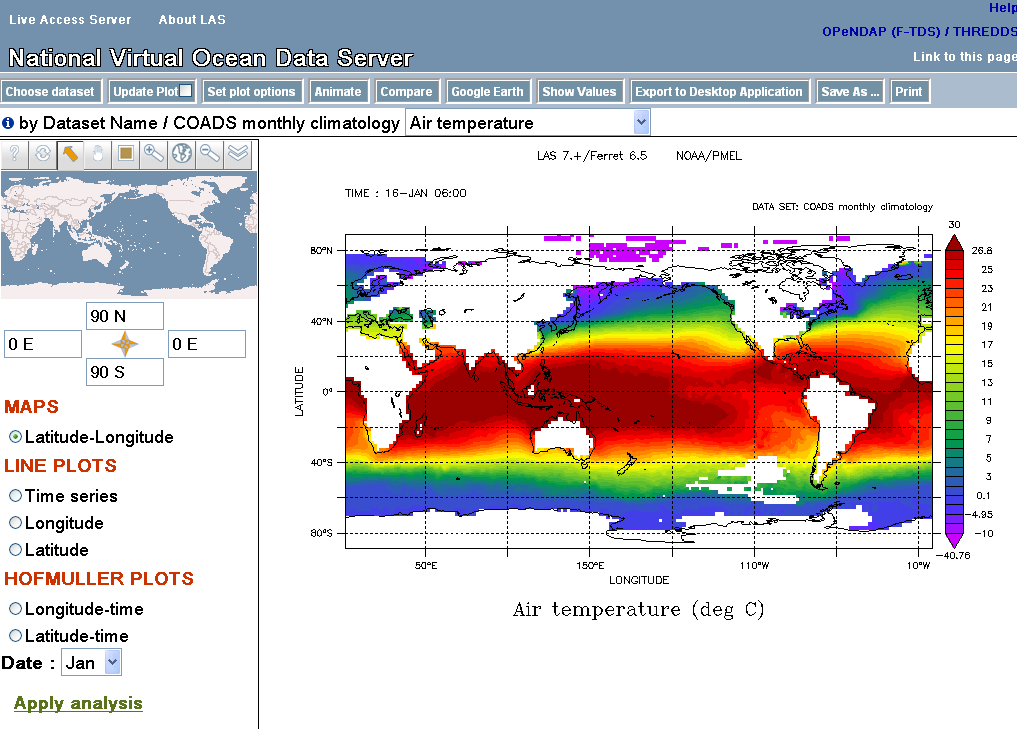 Live Access Server About LAS Help
OPeNDAP (F-TDS) / THREDDS
National Virtual Ocean Data Server Link to this page
Choose dataset Update Plot Set plot options Animate Compare Google Earth Show Values Export to Desktop Application Save As ... Print
by Dataset Name / COADS monthly climatology Air temperature
LAS 7.+/Ferret 6.5 NOAA/PMEL
TIME : 16-JAN 06:00
DATA SET: COADS monthly climatology
90 N
0 E 0 E
90 S
MAPS
Latitude-Longitude
LINE PLOTS
Time series
Longitude
Latitude
HOFMULLER PLOTS
Longitude-time
Latitude-time
Date : Jan
Apply analysis
LATITUDE
80°N
40°N
0°
40°S
80°S
50°E 150°E 110°W 10°W
LONGITUDE
Air temperature (deg C)
30
26.8
25
23
21
19
17
15
13
11
9
7
5
3
0.1
-4.95
-10
-40.76